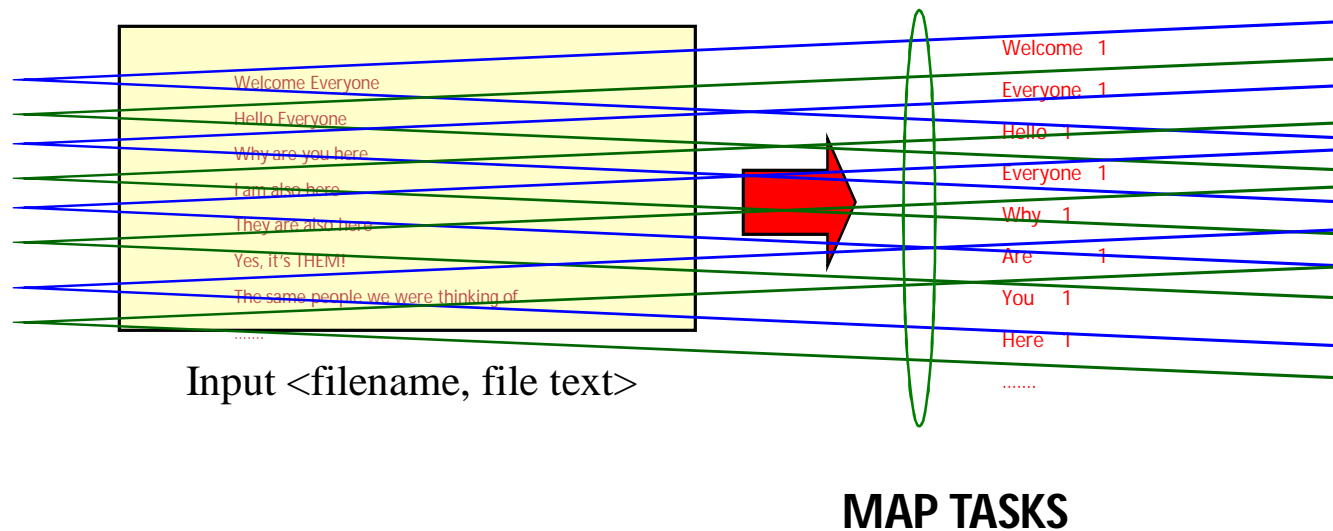 Welcome Everyone
Hello Everyone
Why are you here
I am also here
They are also here
Yes, it's THEM!
The same people we were thinking of
.......
Input <filename, file text>
Welcome 1
Everyone 1
Hello 1
Everyone 1
Why 1
Are 1
You 1
Here 1
.......
MAP TASKS